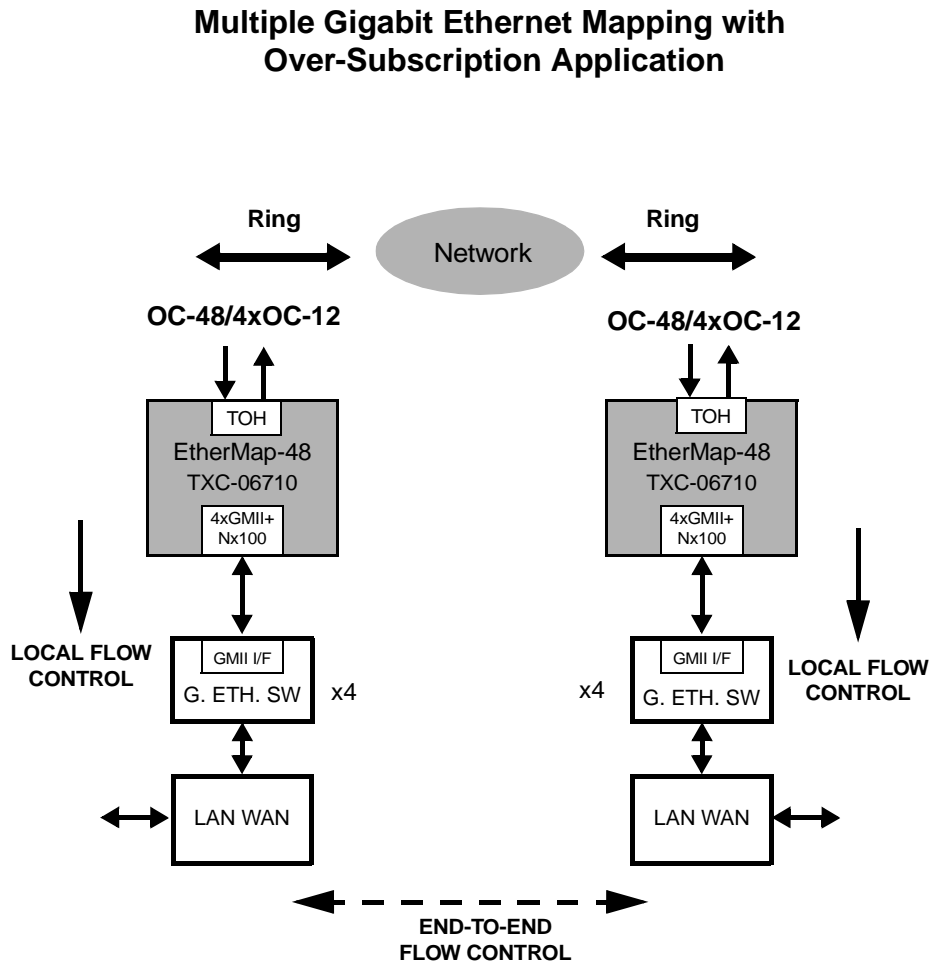 Multiple Gigabit Ethernet Mapping with
Over-Subscription Application
Ring
Network
Ring
OC-48/4xOC-12
OC-48/4xOC-12
TOH
EtherMap-48
TXC-06710
4xGMII+
Nx100
TOH
EtherMap-48
TXC-06710
4xGMII+
Nx100
LOCAL FLOW
CONTROL
GMII I/F
G. ETH. SW
x4
x4
GMII I/F
G. ETH. SW
LOCAL FLOW
CONTROL
LAN WAN
LAN WAN
END-TO-END
FLOW CONTROL